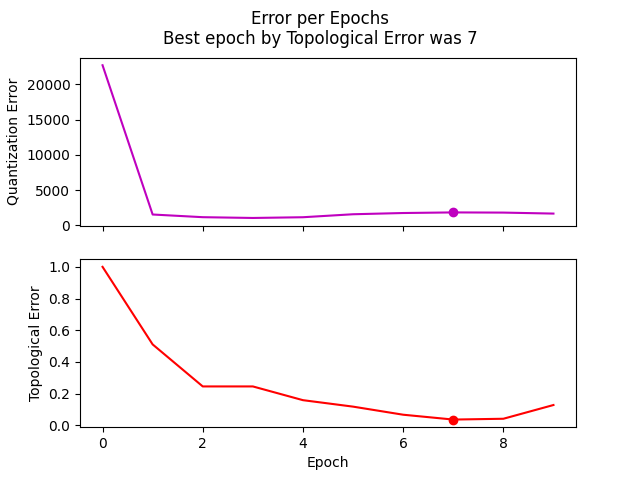 Error per Epochs
Best epoch by Topological Error was 7
Quantization Error
20000
15000
10000
5000
0
Topological Error
1.0
0.8
0.6
0.4
0.2
0.0
0 2 4 6 8
Epoch